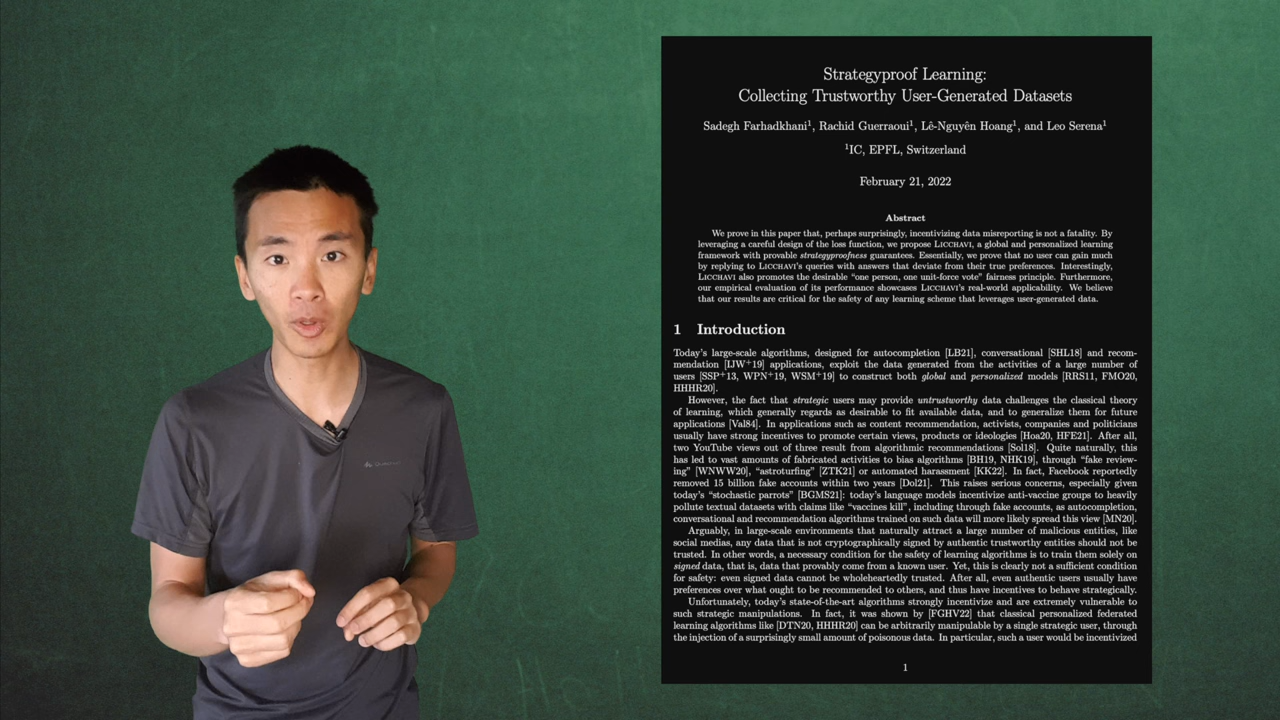 Strategyproof Learning:
Collecting Trustworthy User-Generated Datasets
Sadegh Farhadkhani¹, Rachid Guerraoui¹, Lê-Nguyên Hoang¹, and Leo Serena¹
¹IC, EPFL, Switzerland
February 21, 2022
Abstract
We prove in this paper that, perhaps surprisingly, incentivizing data misreporting is not a fatality. By
leveraging a careful design of the loss function, we propose LICCHAVI, a global and personalized learning
framework with provable strategyproofness guarantees. Essentially, we prove that no user can gain much
by replying to LICCHAVI's queries with answers that deviate from their true preferences. Interestingly,
LICCHAVI also promotes the desirable “one person, one unit-force vote” fairness principle. Furthermore,
our empirical evaluation of its performance showcases LICCHAVI's real-world applicability. We believe
that our results are critical for the safety of any learning scheme that leverages user-generated data.
1 Introduction
Today's large-scale algorithms, designed for autocompletion [LB21], conversational [SHL18] and recom-
mendation [IJW⁺19] applications, exploit the data generated from the activities of a large number of
users [SSP⁺13, WPN⁺19, WSM⁺19] to construct both global and personalized models [RRS11, FMO20,
HHHR20].
However, the fact that strategic users may provide untrustworthy data challenges the classical theory
of learning, which generally regards as desirable to fit available data, and to generalize them for future
applications [Val84]. In applications such as content recommendation, activists, companies and politicians
usually have strong incentives to promote certain views, products or ideologies [Hoa20, HFE21]. After all,
two YouTube views out of three result from algorithmic recommendations [Sol18]. Quite naturally, this
has led to vast amounts of fabricated activities to bias algorithms [BH19, NHK19], through “fake review-
ing” [WNWW20], “astroturfing” [ZTK21] or automated harassment [KK22]. In fact, Facebook reportedly
removed 15 billion fake accounts within two years [Dol21]. This raises serious concerns, especially given
today's “stochastic parrots” [BGMS21]: today's language models incentivize anti-vaccine groups to heavily
pollute textual datasets with claims like “vaccines kill”, including through fake accounts, as autocompletion,
conversational and recommendation algorithms trained on such data will more likely spread this view [MN20].
Arguably, in large-scale environments that naturally attract a large number of malicious entities, like
social medias, any data that is not cryptographically signed by authentic trustworthy entities should not be
trusted. In other words, a necessary condition for the safety of learning algorithms is to train them solely on
signed data, that is, data that provably come from a known user. Yet, this is clearly not a sufficient condition
for safety: even signed data cannot be wholeheartedly trusted. After all, even authentic users usually have
preferences over what ought to be recommended to others, and thus have incentives to behave strategically.
Unfortunately, today's state-of-the-art algorithms strongly incentivize and are extremely vulnerable to
such strategic manipulations. In fact, it was shown by [FGHV22] that classical personalized federated
learning algorithms like [DTN20, HHHR20] can be arbitrarily manipulable by a single strategic user, through
the injection of a surprisingly small amount of poisonous data. In particular, such a user would be incentivized
1